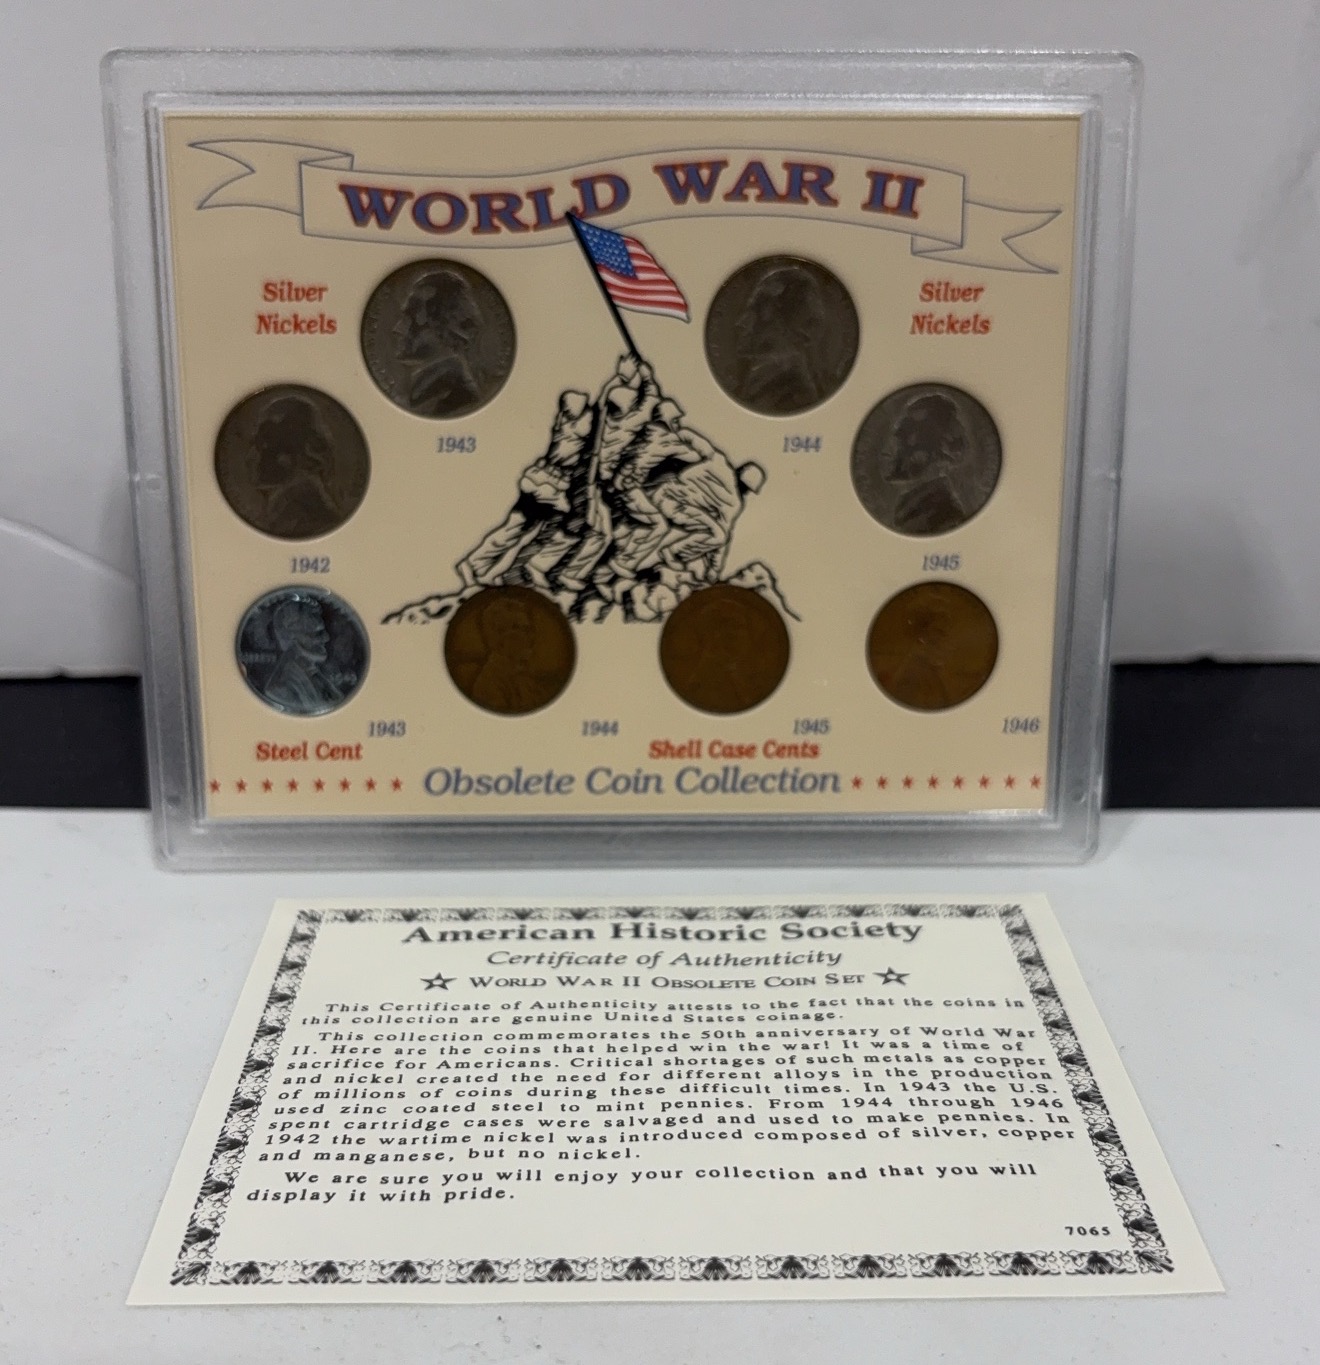 WORLD WAR II
Silver
Nickels
Silver
Nickels
1943
1944
1942
1945
1943
1944
1945
1946
Steel Cent
Shell Case Cents
Obsolete Coin Collection
American Historic Society
Certificate of Authenticity
World War II Obsolete Coin Set
This Certificate of Authenticity attests to the fact that the coins in
this collection are genuine United States coinage.
This collection commemorates the 50th anniversary of World War
II. Here are the coins that helped win the war! It was a time of
sacrifice for Americans. Critical shortages of such metals as copper
and nickel created the need for different alloys in the production
of millions of coins during these difficult times. In 1943 the U.S.
used zinc coated steel to mint pennies. From 1944 through 1946
spent cartridge cases were salvaged and used to make pennies. In
1942 the wartime nickel was introduced composed of silver, copper
and manganese, but no nickel.
We are sure you will enjoy your collection and that you will
display it with pride.
7065